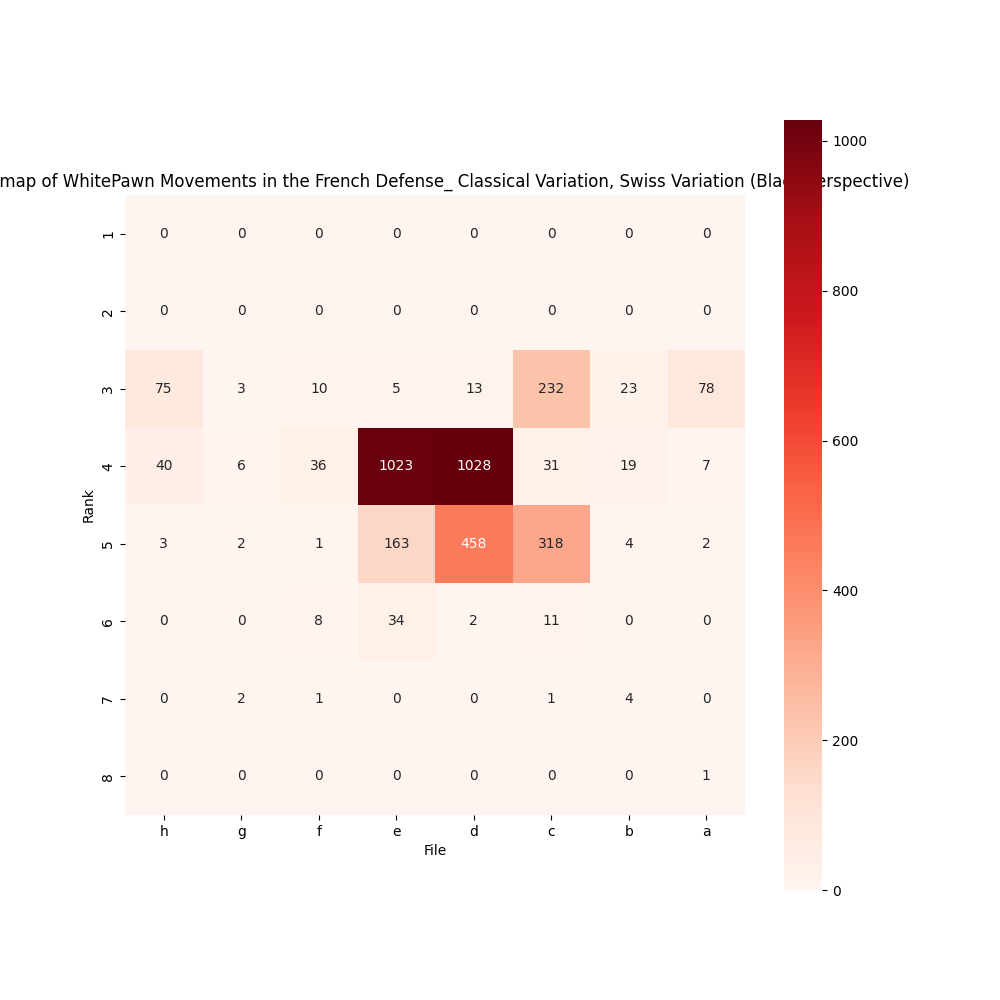 map of WhitePawn Movements in the French Defense_ Classical Variation, Swiss Variation (Black Perspective)
1000
1 0 0 0 0 0 0 0 0
800
2 0 0 0 0 0 0 0 0
3 75 3 10 5 13 232 23 78
600
4 40 6 36 1023 1028 31 19 7
Rank
5 3 2 1 163 458 318 4 2
400
6 0 0 8 34 2 11 0 0
7 0 2 1 0 0 1 4 0
200
8 0 0 0 0 0 0 0 1
h g f e d c b a
File
0